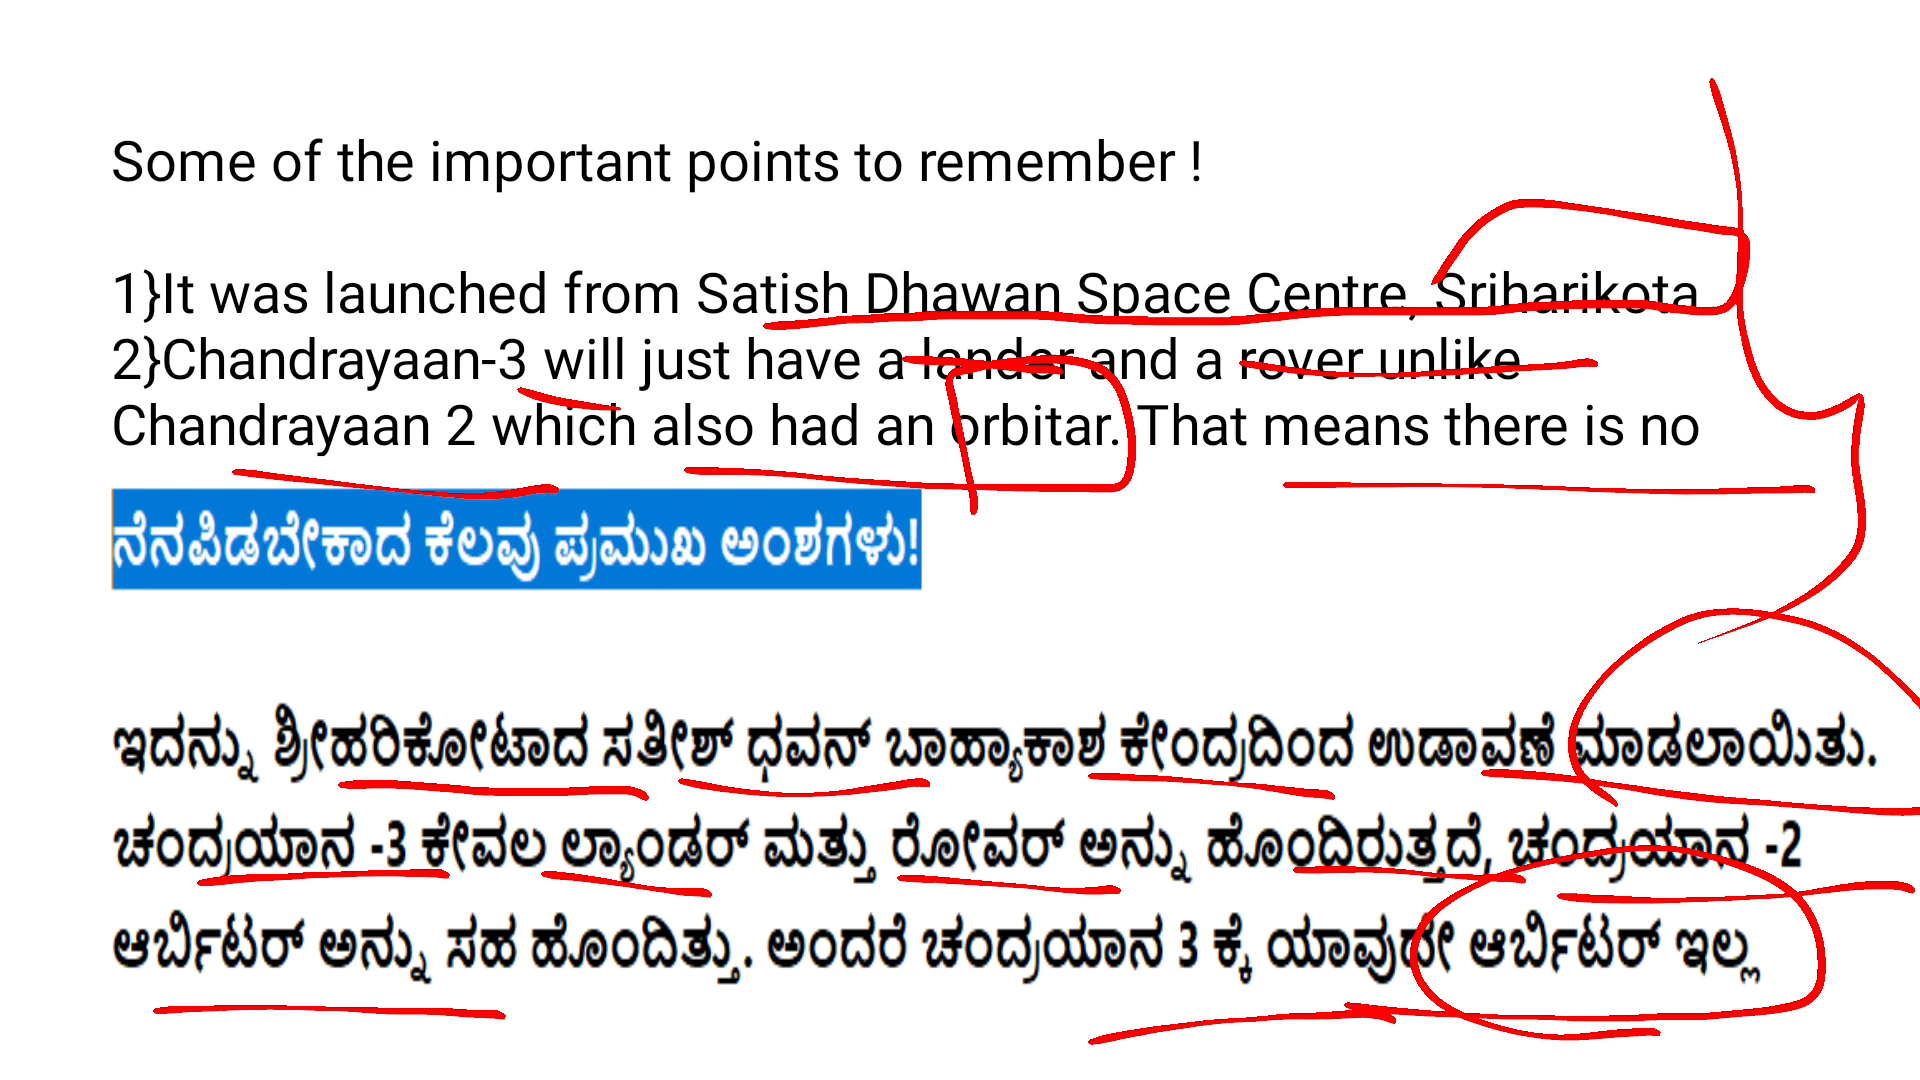 Some of the important points to remember !
1}It was launched from Satish Dhawan Space Centre, Sriharikota
2}Chandrayaan-3 will just have a lander and a rover unlike
Chandrayaan 2 which also had an orbitar. That means there is no
ನೆನಪಿಡಬೇಕಾದ ಕೆಲವು ಪ್ರಮುಖ ಅಂಶಗಳು!
ಇದನ್ನು ಶ್ರೀಹರಿಕೋಟಾದ ಸತೀಶ್ ಧವನ್ ಬಾಹ್ಯಾಕಾಶ ಕೇಂದ್ರದಿಂದ ಉಡಾವಣೆ ಮಾಡಲಾಯಿತು.
ಚಂದ್ರಯಾನ -3 ಕೇವಲ ಲ್ಯಾಂಡರ್ ಮತ್ತು ರೋವರ್ ಅನ್ನು ಹೊಂದಿರುತ್ತದೆ, ಚಂದ್ರಯಾನ -2
ಆರ್ಬಿಟರ್ ಅನ್ನು ಸಹ ಹೊಂದಿತ್ತು. ಅಂದರೆ ಚಂದ್ರಯಾನ 3 ಕ್ಕೆ ಯಾವುದೇ ಆರ್ಬಿಟರ್ ಇಲ್ಲ